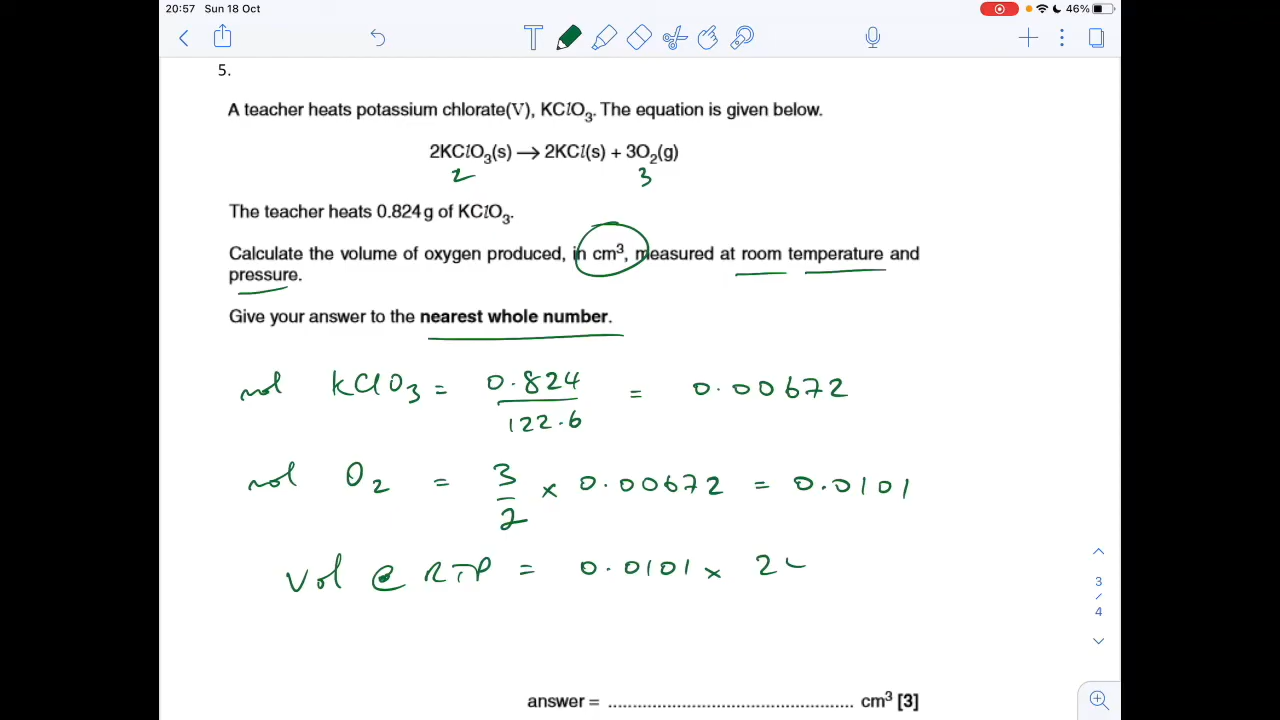 20:57 Sun 18 Oct
46%
T
5.
A teacher heats potassium chlorate(V), KClO₃. The equation is given below.
2KClO₃(s) → 2KCl(s) + 3O₂(g)
2 3
The teacher heats 0.824 g of KClO₃.
Calculate the volume of oxygen produced, in cm³, measured at room temperature and
pressure.
Give your answer to the nearest whole number.
mol KClO₃ = 0.824 / 122.6 = 0.00672
mol O₂ = 3/2 × 0.00672 = 0.0101
Vol @ RTP = 0.0101 × 24
3
/
4
answer = .................................................. cm³ [3]